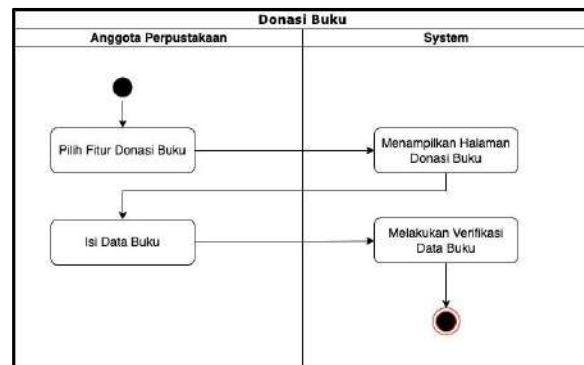 Donasi Buku
Anggota Perpustakaan
System
Pilih Fitur Donasi Buku
Menampilkan Halaman
Donasi Buku
Isi Data Buku
Melakukan Verifikasi
Data Buku